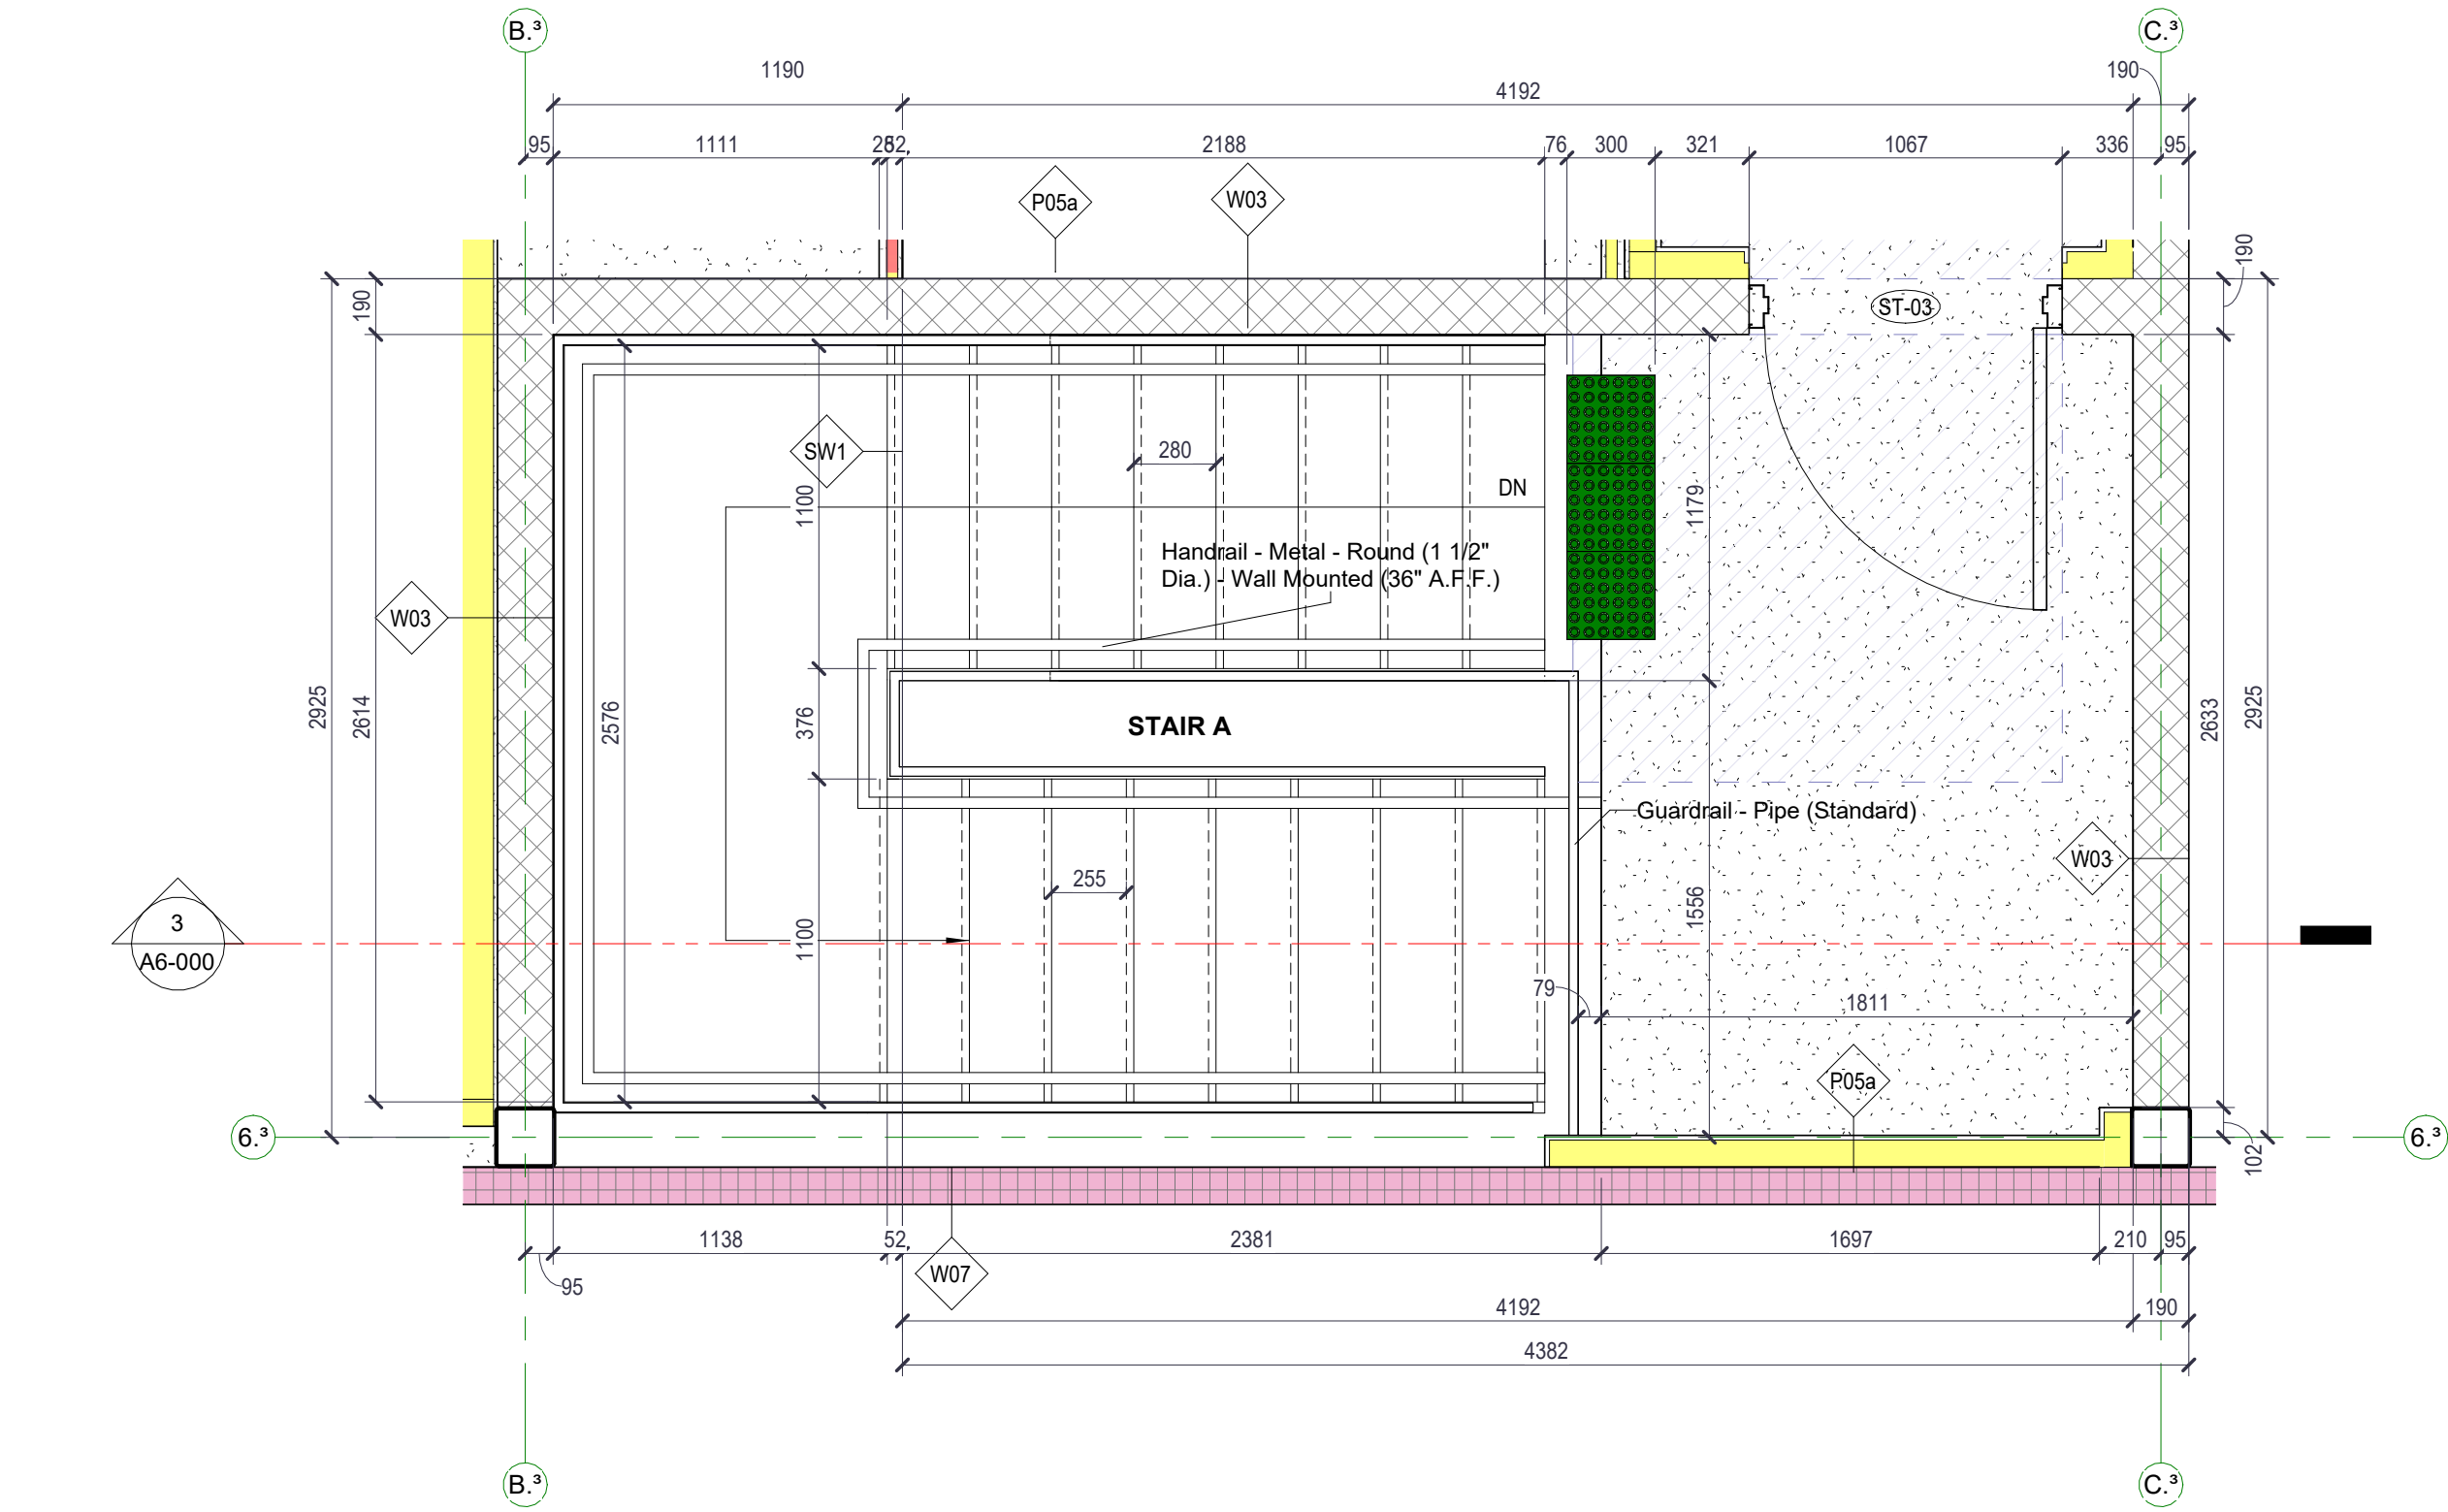 B.³
C.³
1190
190
4192
95
1111
28
52
2188
76
300
321
1067
336
95
P05a
W03
190
190
ST-03
SW1
280
1100
DN
1179
Handrail - Metal - Round (1 1/2"
Dia.) - Wall Mounted (36" A.F.F.)
W03
2925
2614
2576
376
STAIR A
2633
2925
Guardrail - Pipe (Standard)
W03
255
1556
3
A6-000
1100
79
1811
P05a
6.³
6.³
102
1138
52
2381
1697
210
95
95
W07
4192
190
4382
B.³
C.³